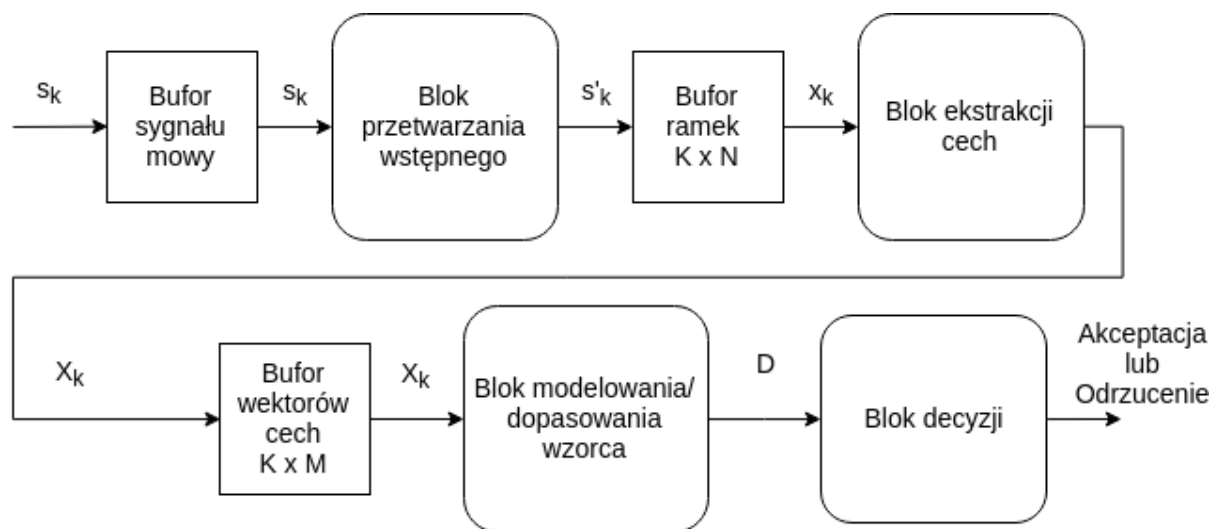 s_k
Bufor
sygnału
mowy
s_k
Blok
przetwarzania
wstępnego
s'_k
Bufor
ramek
K x N
x_k
Blok ekstrakcji
cech
X_k
Bufor
wektorów
cech
K x M
X_k
Blok modelowania/
dopasowania
wzorca
D
Blok decyzji
Akceptacja
lub
Odrzucenie